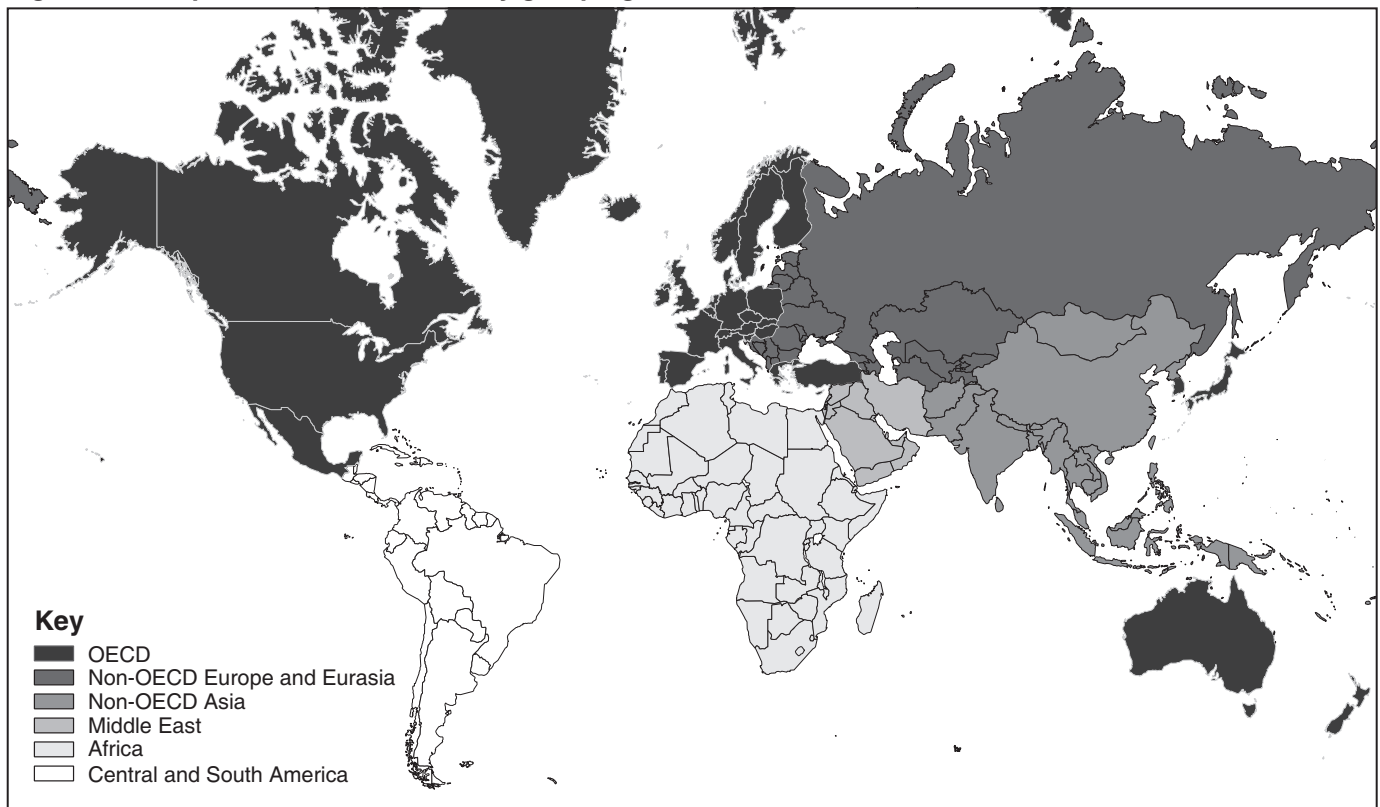 Key
OECD
Non-OECD Europe and Eurasia
Non-OECD Asia
Middle East
Africa
Central and South America